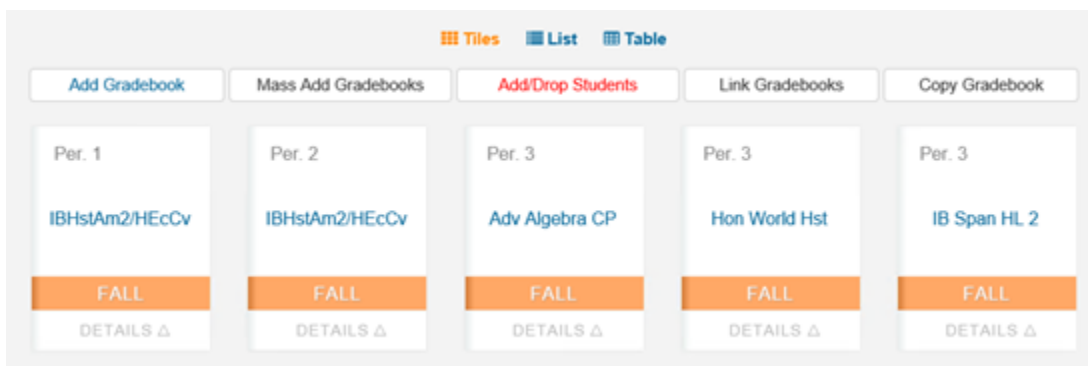 Tiles List Table
Add Gradebook Mass Add Gradebooks Add/Drop Students Link Gradebooks Copy Gradebook
Per. 1 Per. 2 Per. 3 Per. 3 Per. 3
IBHstAm2/HEcCv IBHstAm2/HEcCv Adv Algebra CP Hon World Hst IB Span HL 2
FALL FALL FALL FALL FALL
DETAILS △ DETAILS △ DETAILS △ DETAILS △ DETAILS △